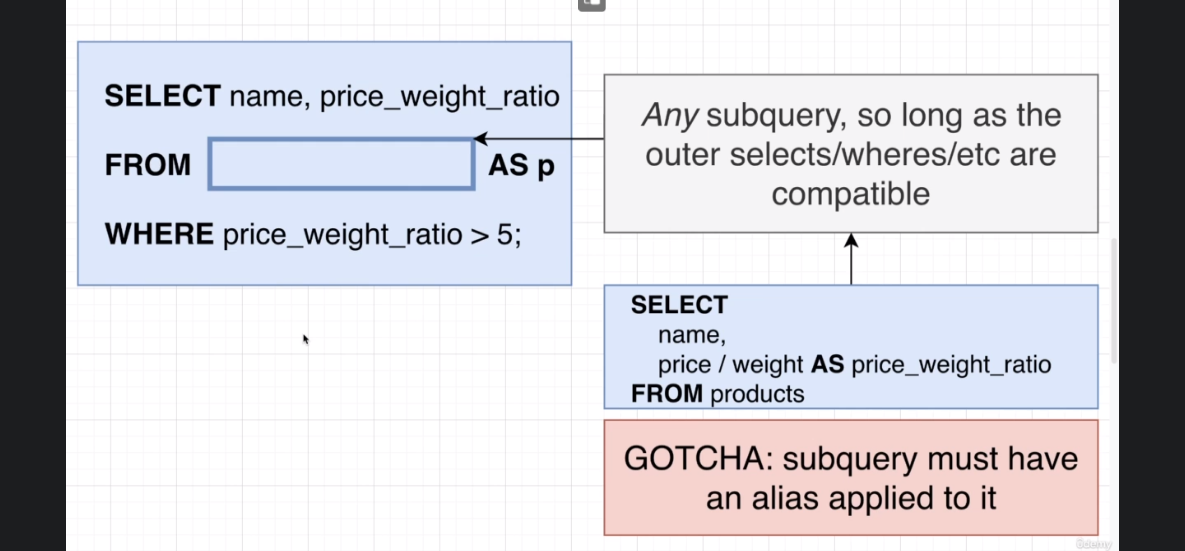 SELECT name, price_weight_ratio
FROM AS p
WHERE price_weight_ratio > 5;
Any subquery, so long as the
outer selects/wheres/etc are
compatible
SELECT
name,
price / weight AS price_weight_ratio
FROM products
GOTCHA: subquery must have
an alias applied to it
Udemy